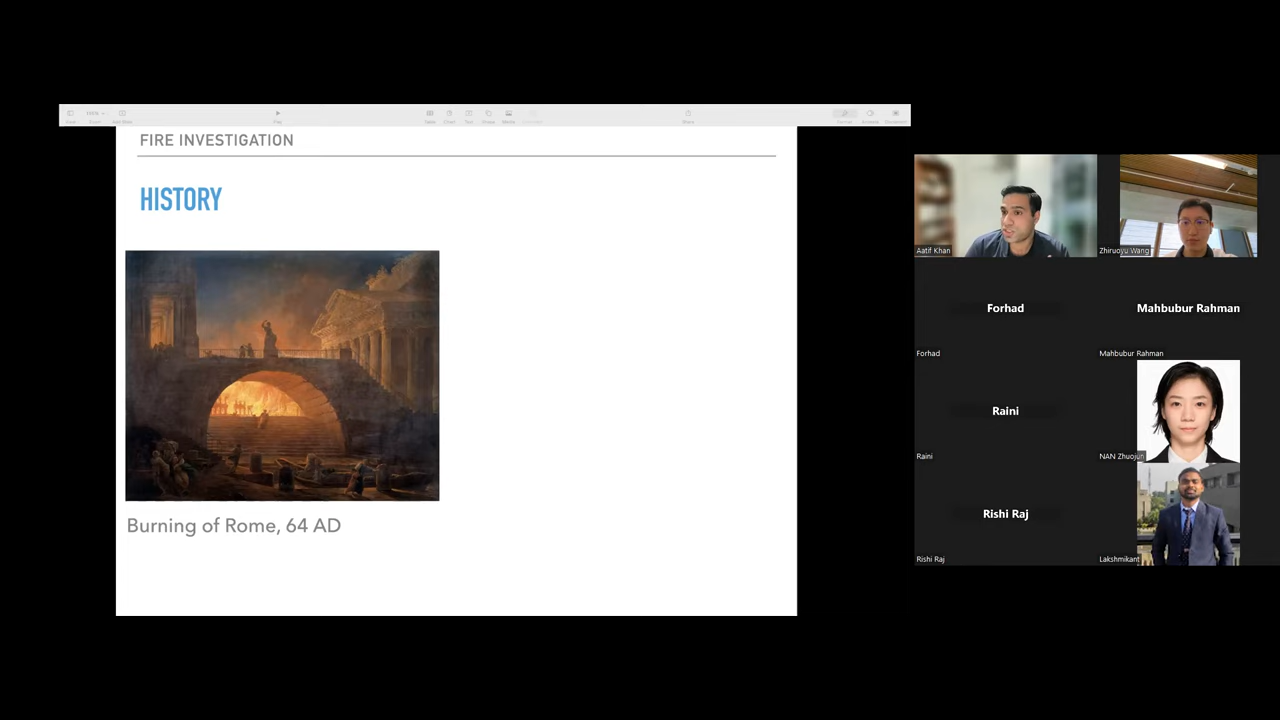 FIRE INVESTIGATION
HISTORY
Burning of Rome, 64 AD
Aatif Khan
Zhiruoyu Wang
Forhad
Mahbubur Rahman
Forhad
Mahbubur Rahman
Raini
Raini
NAN Zhuojun
Rishi Raj
Rishi Raj
Lakshmikant